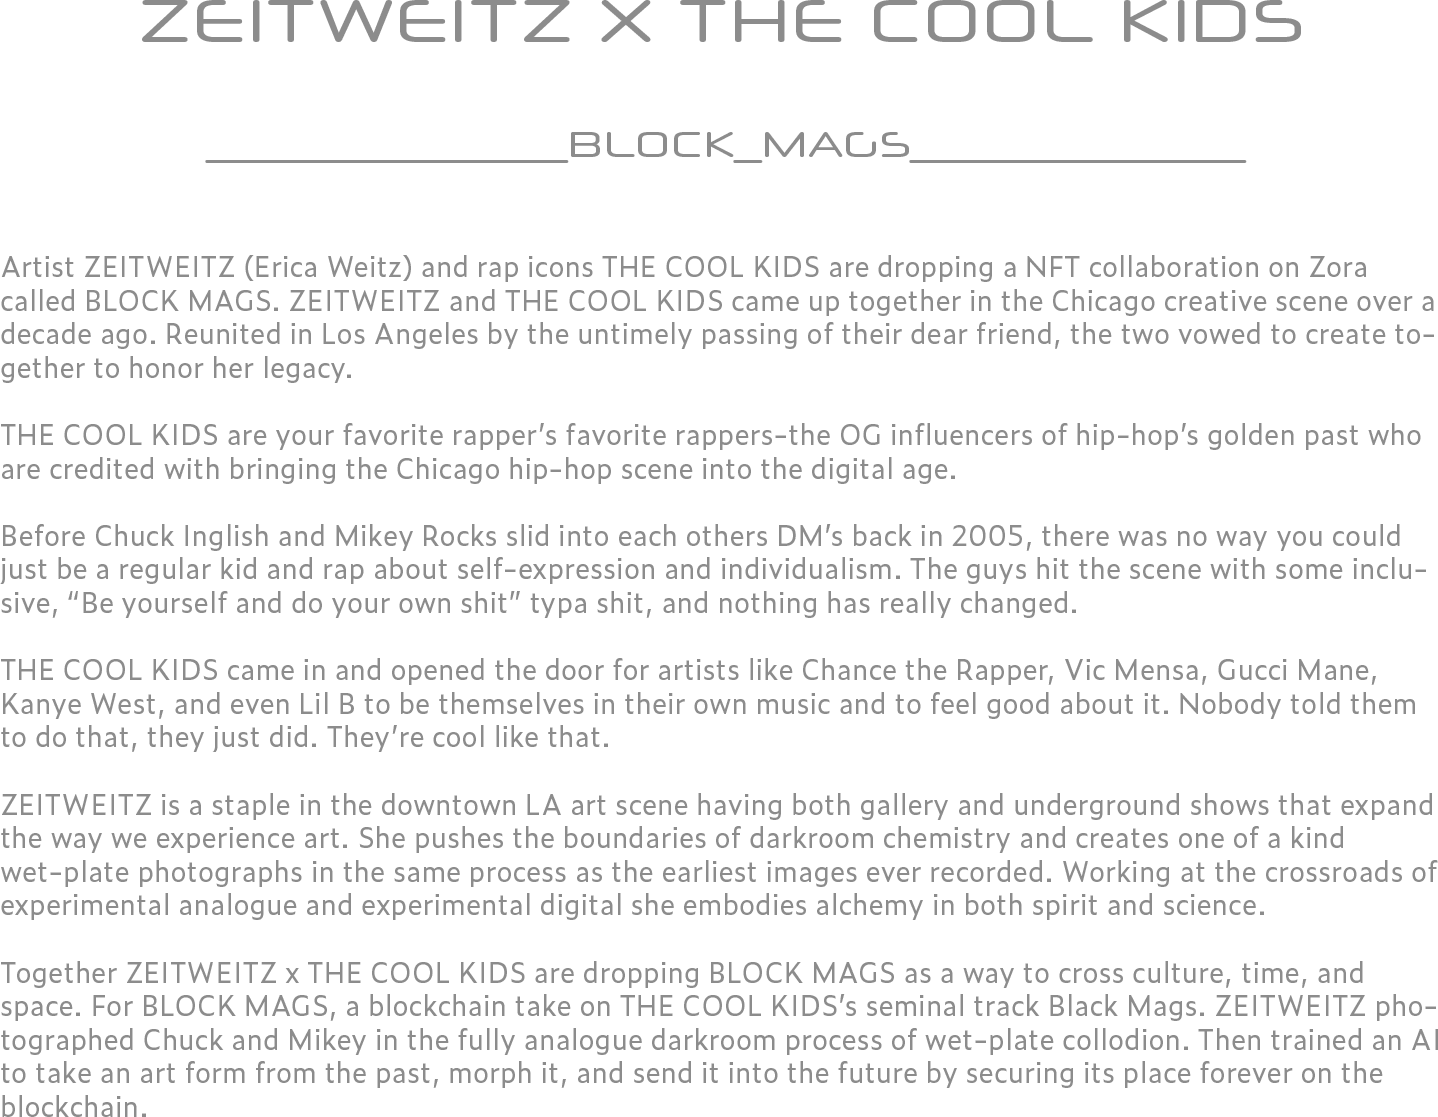 ZEITWEITZ X THE COOL KIDS
_____________BLOCK_MAGS____________
Artist ZEITWEITZ (Erica Weitz) and rap icons THE COOL KIDS are dropping a NFT collaboration on Zora
called BLOCK MAGS. ZEITWEITZ and THE COOL KIDS came up together in the Chicago creative scene over a
decade ago. Reunited in Los Angeles by the untimely passing of their dear friend, the two vowed to create to-
gether to honor her legacy.
THE COOL KIDS are your favorite rapper’s favorite rappers-the OG influencers of hip-hop’s golden past who
are credited with bringing the Chicago hip-hop scene into the digital age.
Before Chuck Inglish and Mikey Rocks slid into each others DM’s back in 2005, there was no way you could
just be a regular kid and rap about self-expression and individualism. The guys hit the scene with some inclu-
sive, “Be yourself and do your own shit” typa shit, and nothing has really changed.
THE COOL KIDS came in and opened the door for artists like Chance the Rapper, Vic Mensa, Gucci Mane,
Kanye West, and even Lil B to be themselves in their own music and to feel good about it. Nobody told them
to do that, they just did. They’re cool like that.
ZEITWEITZ is a staple in the downtown LA art scene having both gallery and underground shows that expand
the way we experience art. She pushes the boundaries of darkroom chemistry and creates one of a kind
wet-plate photographs in the same process as the earliest images ever recorded. Working at the crossroads of
experimental analogue and experimental digital she embodies alchemy in both spirit and science.
Together ZEITWEITZ x THE COOL KIDS are dropping BLOCK MAGS as a way to cross culture, time, and
space. For BLOCK MAGS, a blockchain take on THE COOL KIDS’s seminal track Black Mags. ZEITWEITZ pho-
tographed Chuck and Mikey in the fully analogue darkroom process of wet-plate collodion. Then trained an AI
to take an art form from the past, morph it, and send it into the future by securing its place forever on the
blockchain.